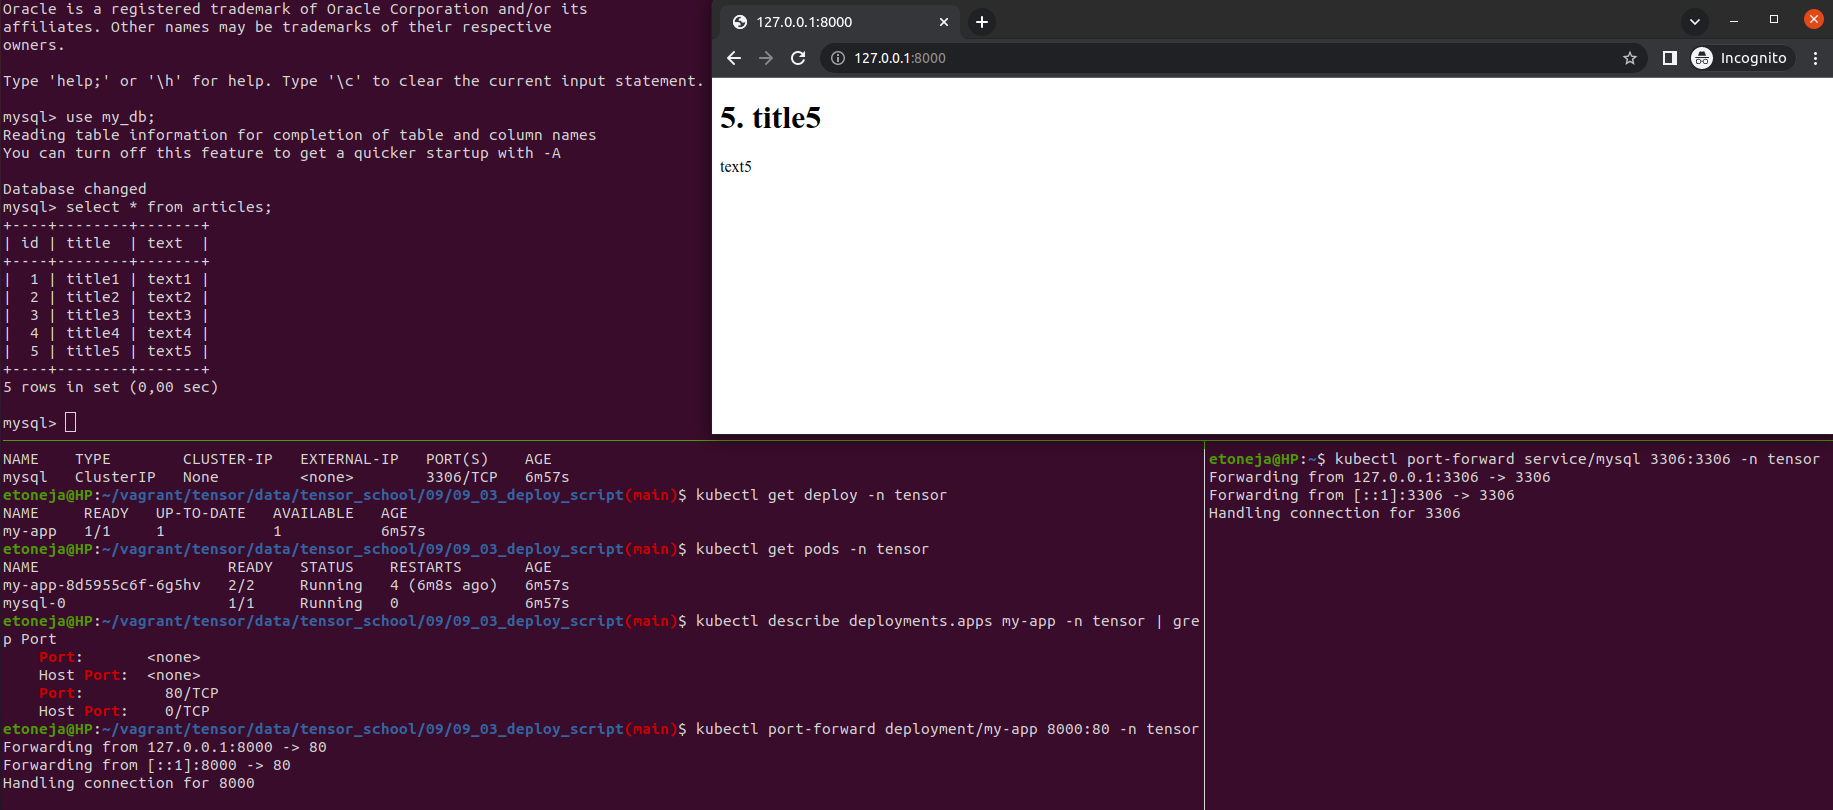 Oracle is a registered trademark of Oracle Corporation and/or its
affiliates. Other names may be trademarks of their respective
owners.
Type 'help;' or '\h' for help. Type '\c' to clear the current input statement.
mysql> use my_db;
Reading table information for completion of table and column names
You can turn off this feature to get a quicker startup with -A
Database changed
mysql> select * from articles;
+----+--------+-------+
| id | title  | text  |
+----+--------+-------+
|  1 | title1 | text1 |
|  2 | title2 | text2 |
|  3 | title3 | text3 |
|  4 | title4 | text4 |
|  5 | title5 | text5 |
+----+--------+-------+
5 rows in set (0,00 sec)
mysql>
127.0.0.1:8000
127.0.0.1:8000
Incognito
5. title5
text5
NAME    TYPE        CLUSTER-IP   EXTERNAL-IP   PORT(S)    AGE
mysql   ClusterIP   None         <none>        3306/TCP   6m57s
etoneja@HP:~/vagrant/tensor/data/tensor_school/09/09_03_deploy_script(main)$ kubectl get deploy -n tensor
NAME     READY   UP-TO-DATE   AVAILABLE   AGE
my-app   1/1     1            1           6m57s
etoneja@HP:~/vagrant/tensor/data/tensor_school/09/09_03_deploy_script(main)$ kubectl get pods -n tensor
NAME                     READY   STATUS    RESTARTS       AGE
my-app-8d5955c6f-6g5hv   2/2     Running   4 (6m8s ago)   6m57s
mysql-0                  1/1     Running   0              6m57s
etoneja@HP:~/vagrant/tensor/data/tensor_school/09/09_03_deploy_script(main)$ kubectl describe deployments.apps my-app -n tensor | gre
p Port
    Port:       <none>
    Host Port:  <none>
    Port:         80/TCP
    Host Port:    0/TCP
etoneja@HP:~/vagrant/tensor/data/tensor_school/09/09_03_deploy_script(main)$ kubectl port-forward deployment/my-app 8000:80 -n tensor
Forwarding from 127.0.0.1:8000 -> 80
Forwarding from [::1]:8000 -> 80
Handling connection for 8000
etoneja@HP:~$ kubectl port-forward service/mysql 3306:3306 -n tensor
Forwarding from 127.0.0.1:3306 -> 3306
Forwarding from [::1]:3306 -> 3306
Handling connection for 3306